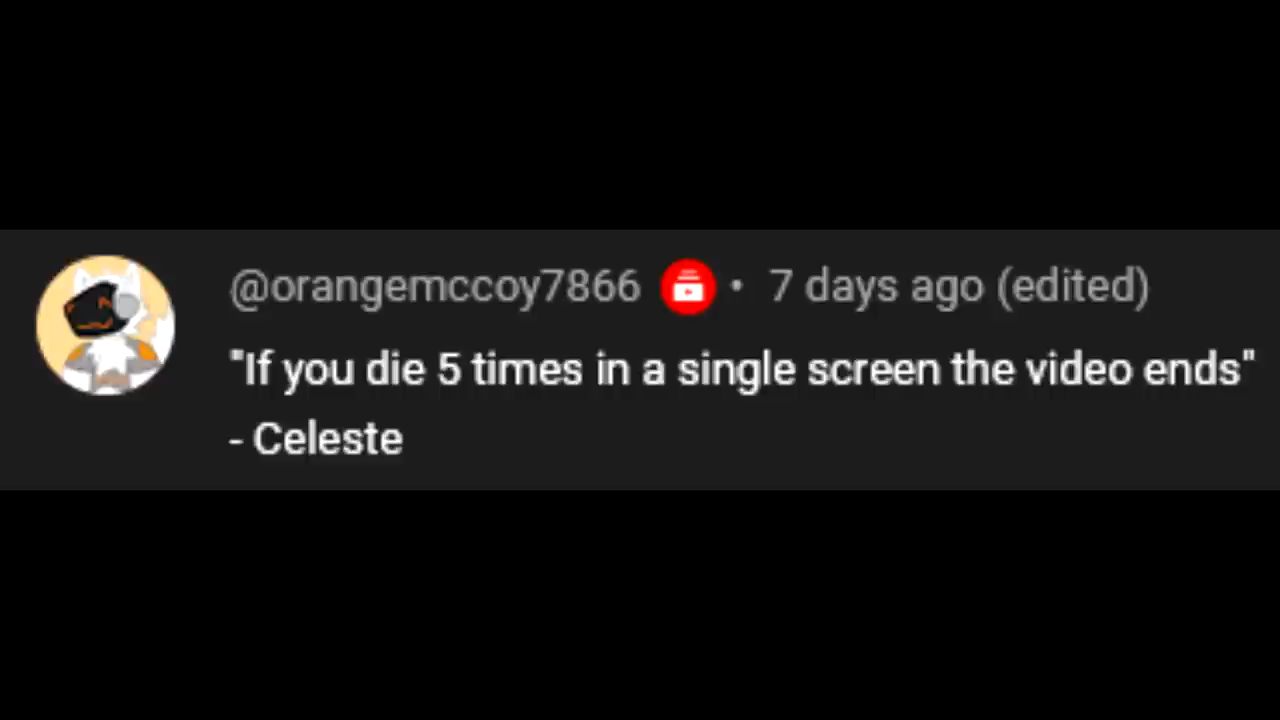 @orangemccoy7866 • 7 days ago (edited)
"If you die 5 times in a single screen the video ends"
- Celeste